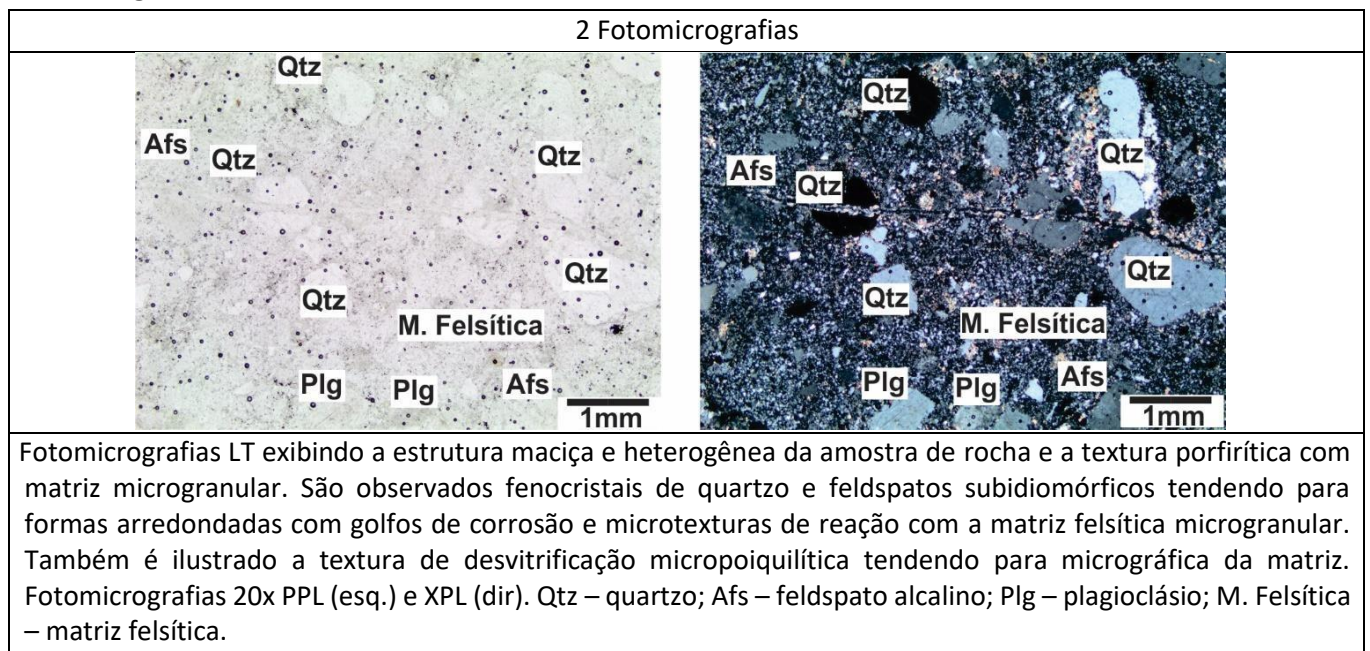 2 Fotomicrografias
Qtz
Afs
Qtz
Qtz
Qtz
Qtz
M. Felsítica
Plg
Plg
Afs
1mm
Qtz
Afs
Qtz
Qtz
Qtz
Qtz
M. Felsítica
Plg
Plg
Afs
1mm
Fotomicrografias LT exibindo a estrutura maciça e heterogênea da amostra de rocha e a textura porfirítica com
matriz microgranular. São observados fenocristais de quartzo e feldspatos subidiomórficos tendendo para
formas arredondadas com golfos de corrosão e microtexturas de reação com a matriz felsítica microgranular.
Também é ilustrado a textura de desvitrificação micropoiquilítica tendendo para micrográfica da matriz.
Fotomicrografias 20x PPL (esq.) e XPL (dir). Qtz – quartzo; Afs – feldspato alcalino; Plg – plagioclásio; M. Felsítica
– matriz felsítica.